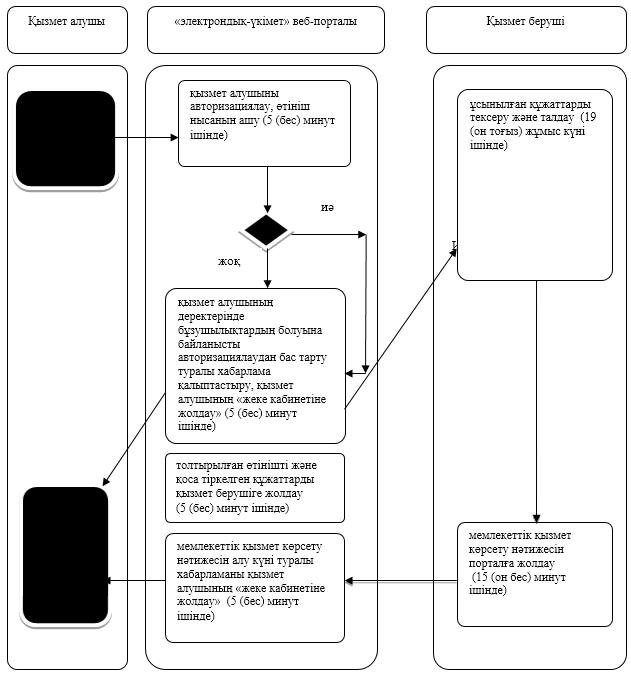 Қызмет алушы
«электрондық-үкімет» веб-порталы
Қызмет беруші
қызмет алушыны
авторизациялау, өтініш
нысанын ашу (5 (бес) минут
ішінде)
ұсынылған құжаттарды
тексеру және талдау (19
(он тоғыз) жұмыс күні
ішінде)
иә
жоқ
қызмет алушының
деректерінде
бұзушылықтардың болуына
байланысты
авторизациялаудан бас тарту
туралы хабарлама
қалыптастыру, қызмет
алушының «жеке кабинетіне
жолдау» (5 (бес) минут
ішінде)
толтырылған өтінішті және
қоса тіркелген құжаттарды
қызмет берушіге жолдау
(5 (бес) минут ішінде)
мемлекеттік қызмет көрсету
нәтижесін алу күні туралы
хабарламаны қызмет
алушының «жеке кабинетіне
жолдау» (5 (бес) минут
ішінде)
мемлекеттік қызмет
көрсету нәтижесін
порталға жолдау
(15 (он бес) минут
ішінде)